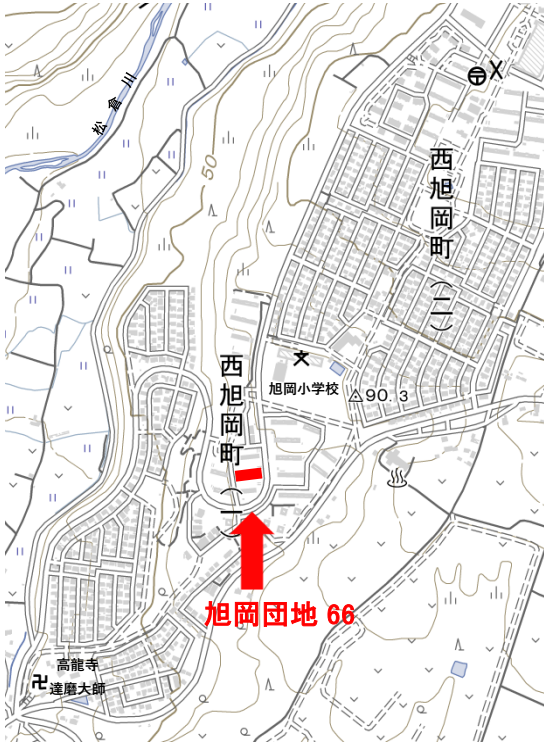 松倉川
50
西旭岡町(二)
西旭岡町(一)
旭岡小学校
90.3
旭岡団地 66
高龍寺
達磨大師